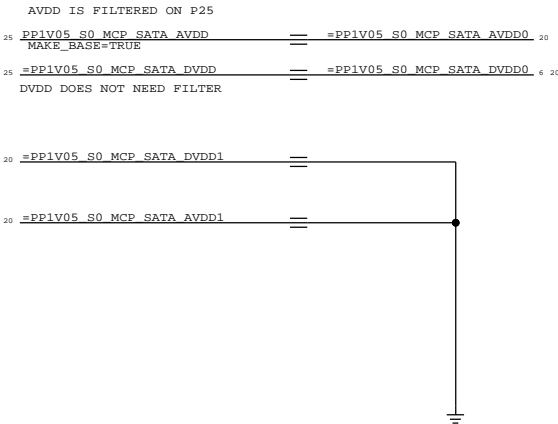 AVDD IS FILTERED ON P25
25 PP1V05_S0_MCP_SATA_AVDD =PP1V05_S0_MCP_SATA_AVDD0 20
MAKE_BASE=TRUE
25 =PP1V05_S0_MCP_SATA_DVDD =PP1V05_S0_MCP_SATA_DVDD0 6 20
DVDD DOES NOT NEED FILTER
20 =PP1V05_S0_MCP_SATA_DVDD1
20 =PP1V05_S0_MCP_SATA_AVDD1